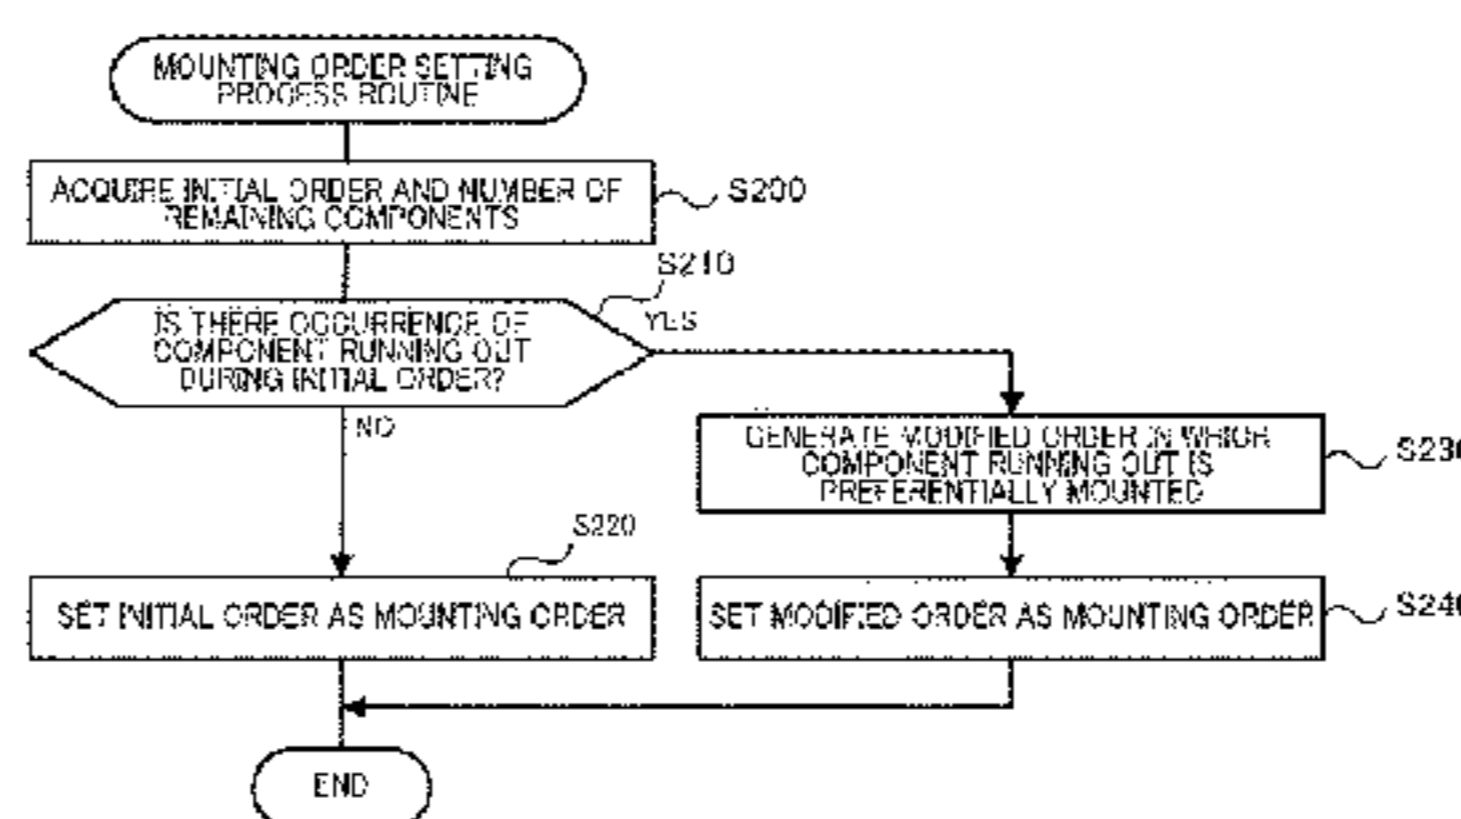 MOUNTING ORDER SETTING
PROCESS ROUTINE
ACQUIRE INITIAL ORDER AND NUMBER OF
REMAINING COMPONENTS
S200
S210
IS THERE OCCURRENCE OF
COMPONENT RUNNING OUT
DURING INITIAL ORDER?
YES
NO
GENERATE MODIFIED ORDER IN WHICH
COMPONENT RUNNING OUT IS
PREFERENTIALLY MOUNTED
S230
S220
SET INITIAL ORDER AS MOUNTING ORDER
SET MODIFIED ORDER AS MOUNTING ORDER
S240
END